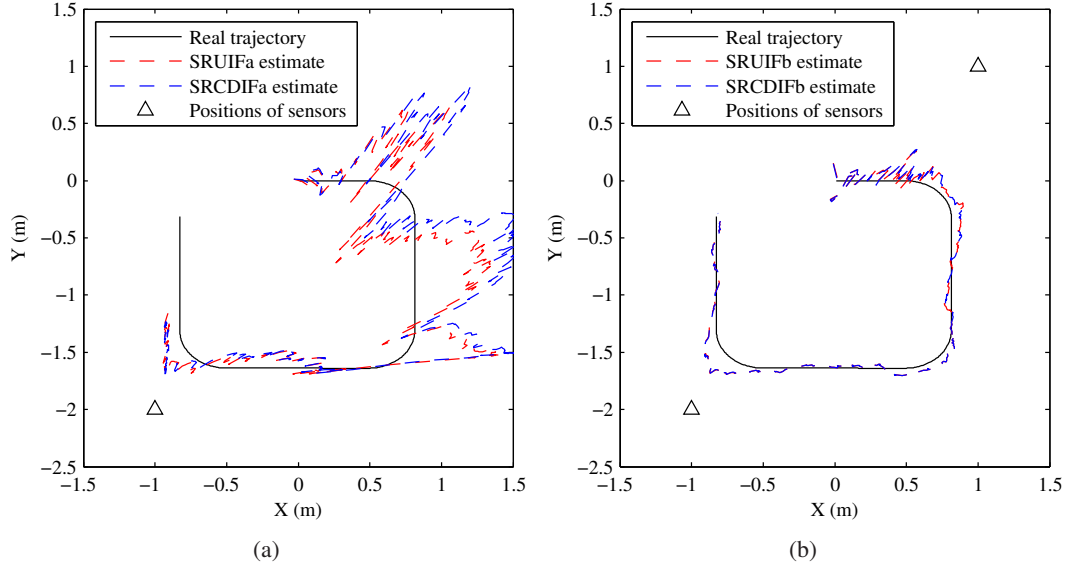 1.5
1
0.5
0
−0.5
−1
−1.5
−2
−2.5
Y (m)
−1.5 −1 −0.5 0 0.5 1 1.5
X (m)
Real trajectory
SRUIFa estimate
SRCDIFa estimate
Positions of sensors
(a)
1.5
1
0.5
0
−0.5
−1
−1.5
−2
−2.5
Y (m)
−1.5 −1 −0.5 0 0.5 1 1.5
X (m)
Real trajectory
SRUIFb estimate
SRCDIFb estimate
Positions of sensors
(b)